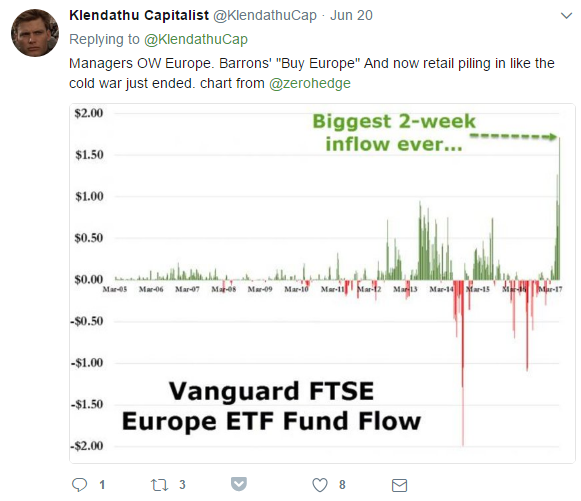 Klendathu Capitalist @KlendathuCap · Jun 20
Replying to @KlendathuCap
Managers OW Europe. Barrons' "Buy Europe" And now retail piling in like the
cold war just ended. chart from @zerohedge
$2.00
Biggest 2-week
inflow ever...
$1.50
$1.00
$0.50
$0.00
Mar-05 Mar-06 Mar-07 Mar-08 Mar-09 Mar-10 Mar-11 Mar-12 Mar-13 Mar-14 Mar-15 Mar-16 Mar-17
-$0.50
-$1.00
-$1.50
-$2.00
Vanguard FTSE
Europe ETF Fund Flow
1 3 8